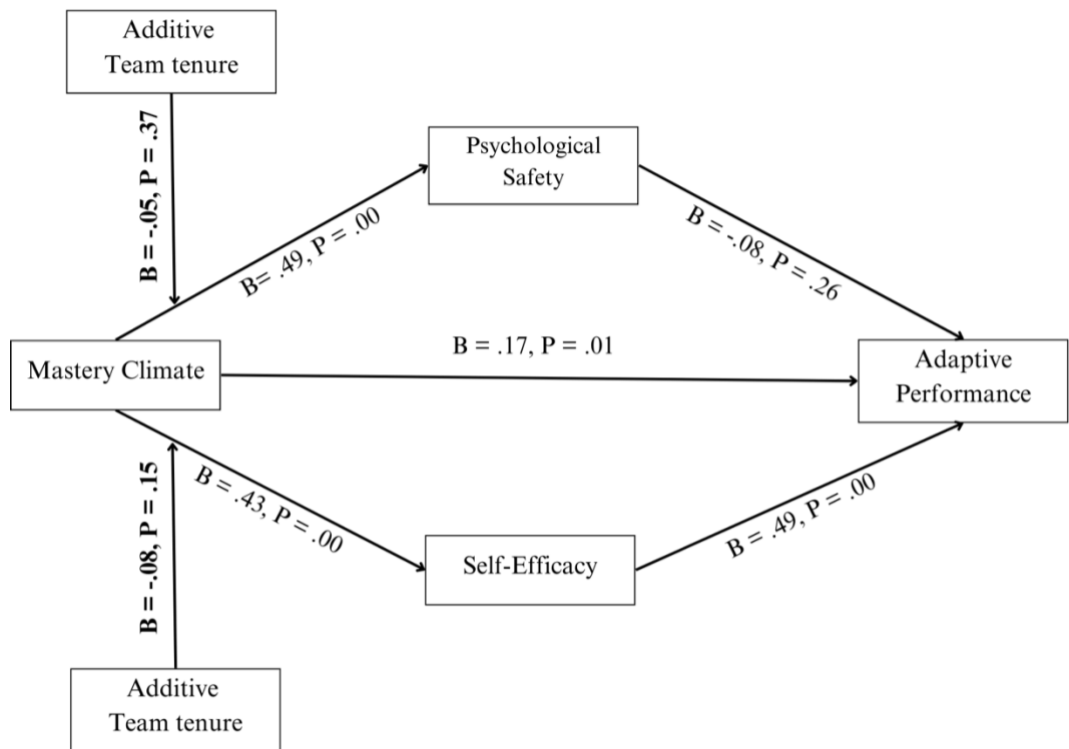 Additive
Team tenure
B = -.05, P = .37
Psychological
Safety
B= .49, P = .00
B = -.08, P = .26
B = .17, P = .01
Mastery Climate
Adaptive
Performance
B = -.08, P = .15
B = .43, P = .00
B = .49, P = .00
Self-Efficacy
Additive
Team tenure